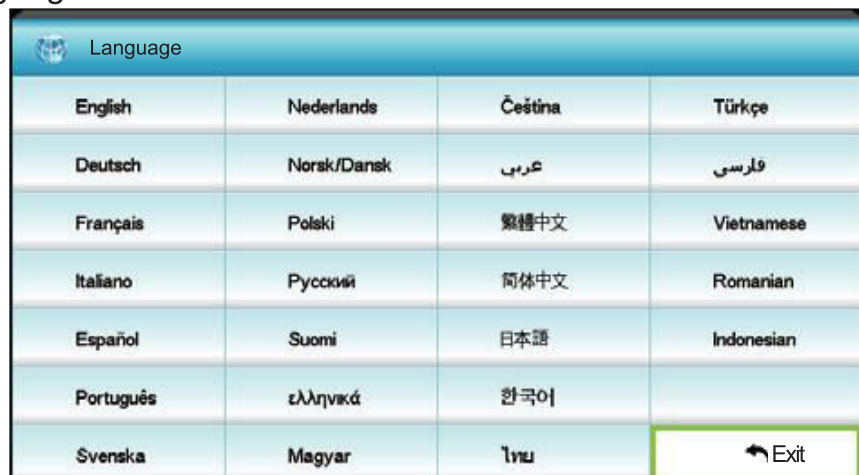 Language
English Nederlands Čeština Türkçe
Deutsch Norsk/Dansk عربي فارسی
Français Polski 繁體中文 Vietnamese
Italiano Русский 简体中文 Romanian
Español Suomi 日本語 Indonesian
Português ελληνικά 한국어
Svenska Magyar ไทย Exit